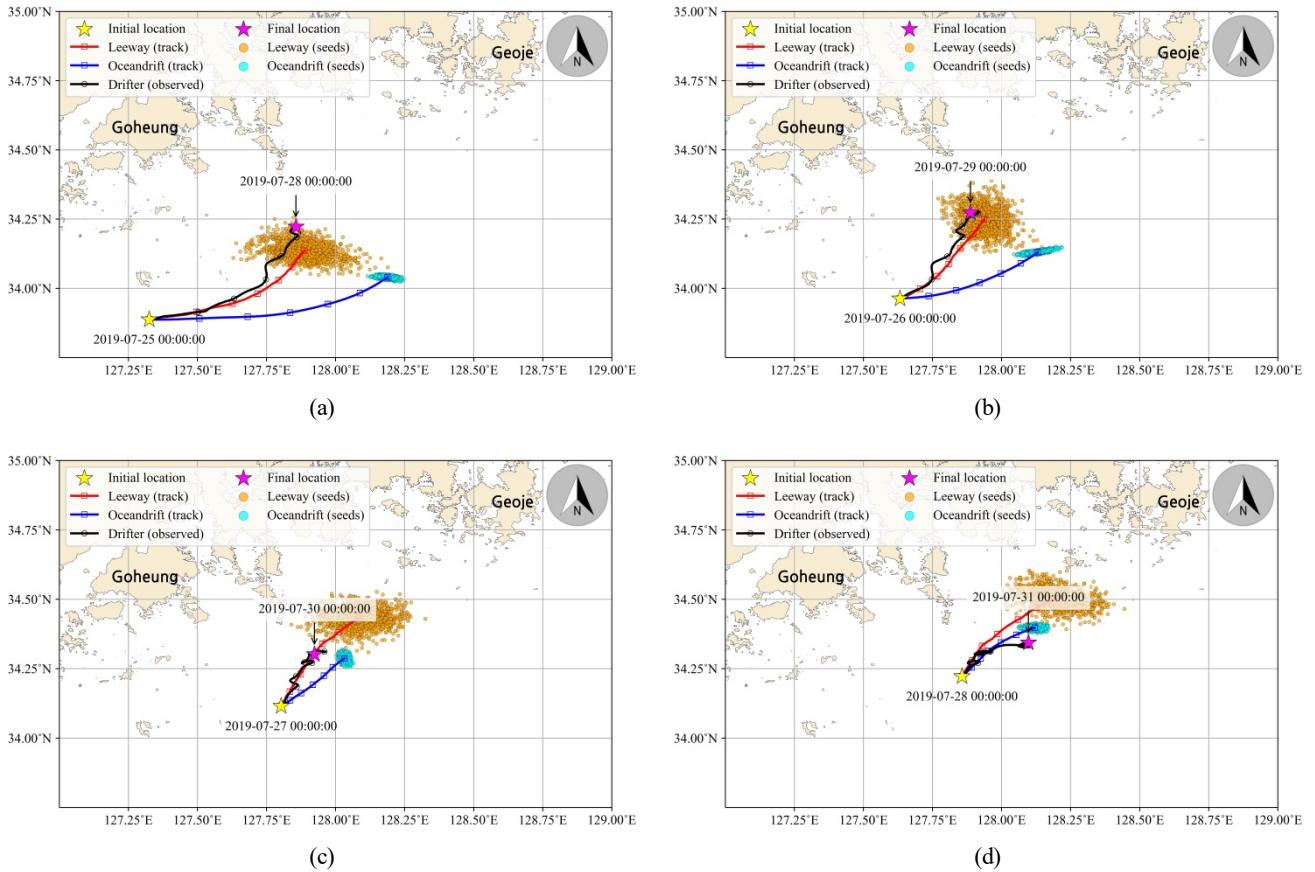 35.00°N
34.75°N
34.50°N
34.25°N
34.00°N
Initial location
Leeway (track)
Oceandrift (track)
Drifter (observed)
Final location
Leeway (seeds)
Oceandrift (seeds)
Geoje
N
Goheung
2019-07-28 00:00:00
2019-07-25 00:00:00
127.25°E 127.50°E 127.75°E 128.00°E 128.25°E 128.50°E 128.75°E 129.00°E
(a)
35.00°N
34.75°N
34.50°N
34.25°N
34.00°N
Initial location
Leeway (track)
Oceandrift (track)
Drifter (observed)
Final location
Leeway (seeds)
Oceandrift (seeds)
Geoje
N
Goheung
2019-07-29 00:00:00
2019-07-26 00:00:00
127.25°E 127.50°E 127.75°E 128.00°E 128.25°E 128.50°E 128.75°E 129.00°E
(b)
35.00°N
34.75°N
34.50°N
34.25°N
34.00°N
Initial location
Leeway (track)
Oceandrift (track)
Drifter (observed)
Final location
Leeway (seeds)
Oceandrift (seeds)
Geoje
N
Goheung
2019-07-30 00:00:00
2019-07-27 00:00:00
127.25°E 127.50°E 127.75°E 128.00°E 128.25°E 128.50°E 128.75°E 129.00°E
(c)
35.00°N
34.75°N
34.50°N
34.25°N
34.00°N
Initial location
Leeway (track)
Oceandrift (track)
Drifter (observed)
Final location
Leeway (seeds)
Oceandrift (seeds)
Geoje
N
Goheung
2019-07-31 00:00:00
2019-07-28 00:00:00
127.25°E 127.50°E 127.75°E 128.00°E 128.25°E 128.50°E 128.75°E 129.00°E
(d)